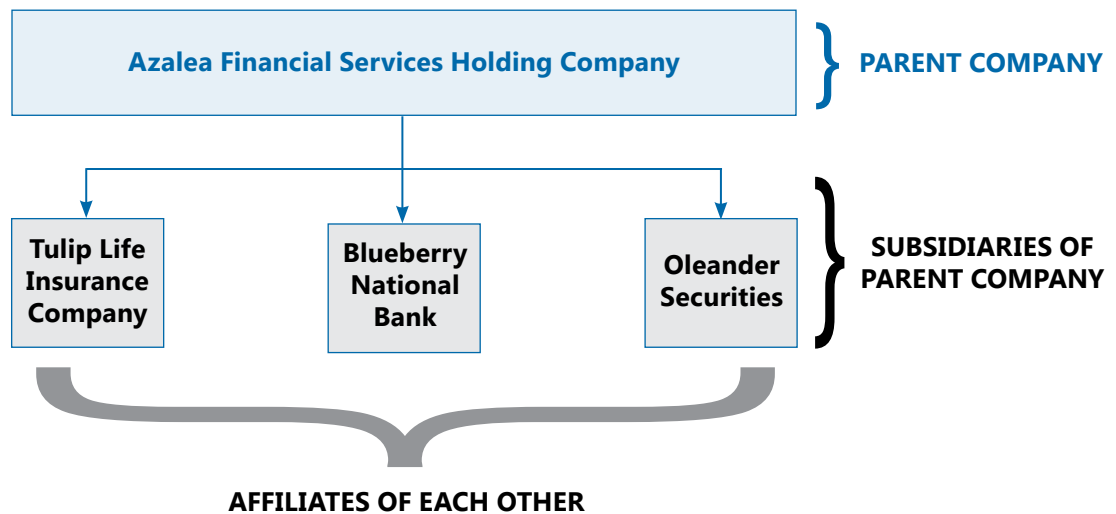 Azalea Financial Services Holding Company
PARENT COMPANY
Tulip Life
Insurance
Company
Blueberry
National
Bank
Oleander
Securities
SUBSIDIARIES OF
PARENT COMPANY
AFFILIATES OF EACH OTHER